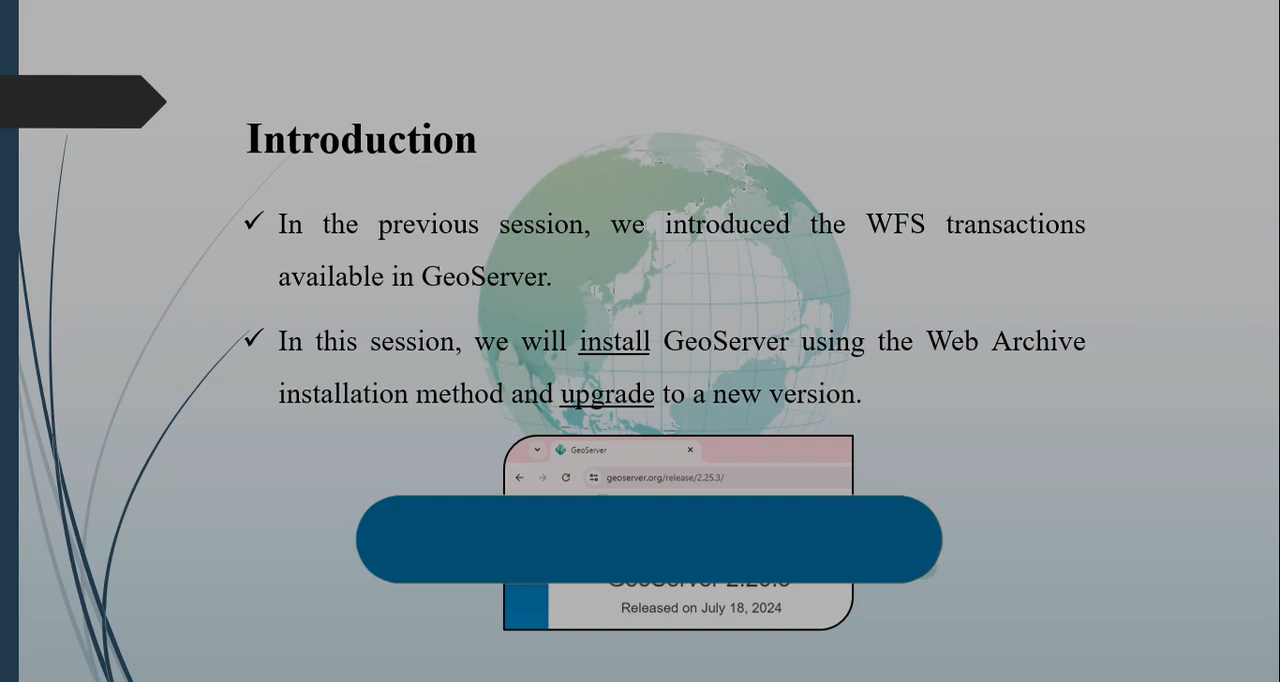 Introduction
✓ In the previous session, we introduced the WFS transactions
available in GeoServer.
✓ In this session, we will install GeoServer using the Web Archive
installation method and upgrade to a new version.
GeoServer
geoserver.org/release/2.25.3/
Released on July 18, 2024